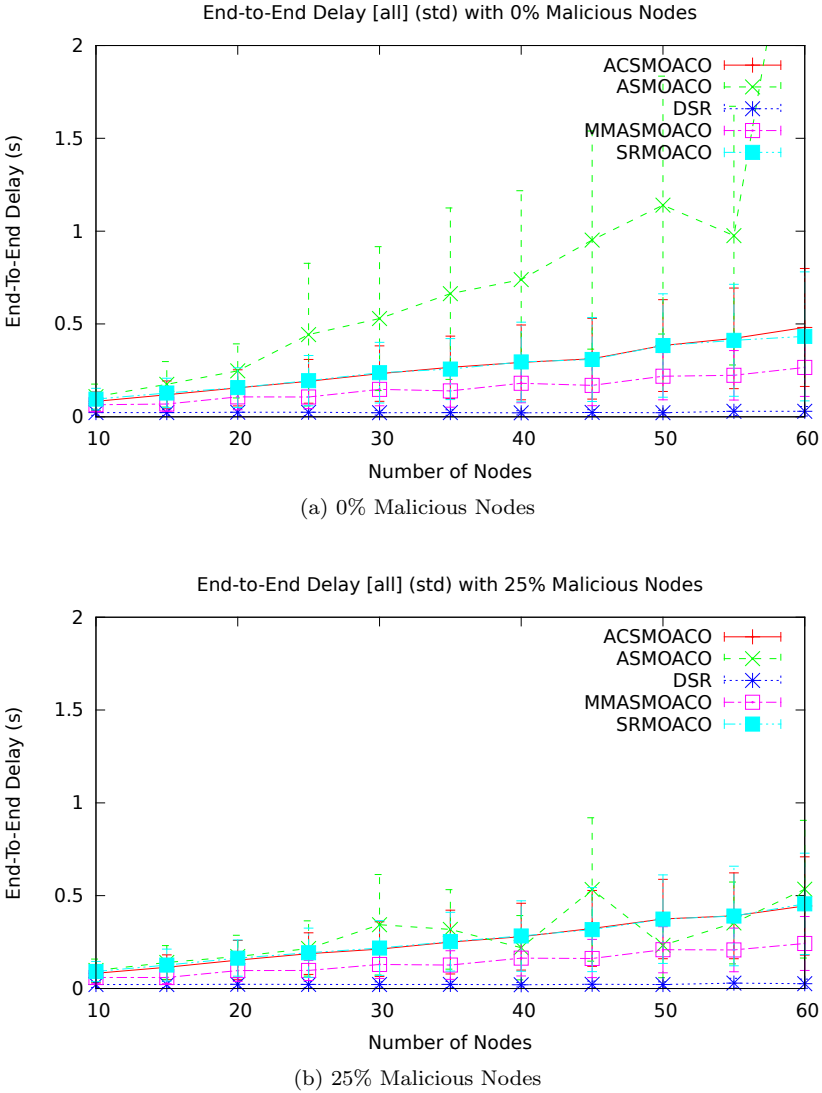 End-to-End Delay [all] (std) with 0% Malicious Nodes
2
1.5
1
0.5
0
End-To-End Delay (s)
ACSMOACO
ASMOACO
DSR
MMASMOACO
SRMOACO
10 20 30 40 50 60
Number of Nodes
(a) 0% Malicious Nodes
End-to-End Delay [all] (std) with 25% Malicious Nodes
2
1.5
1
0.5
0
End-To-End Delay (s)
ACSMOACO
ASMOACO
DSR
MMASMOACO
SRMOACO
10 20 30 40 50 60
Number of Nodes
(b) 25% Malicious Nodes